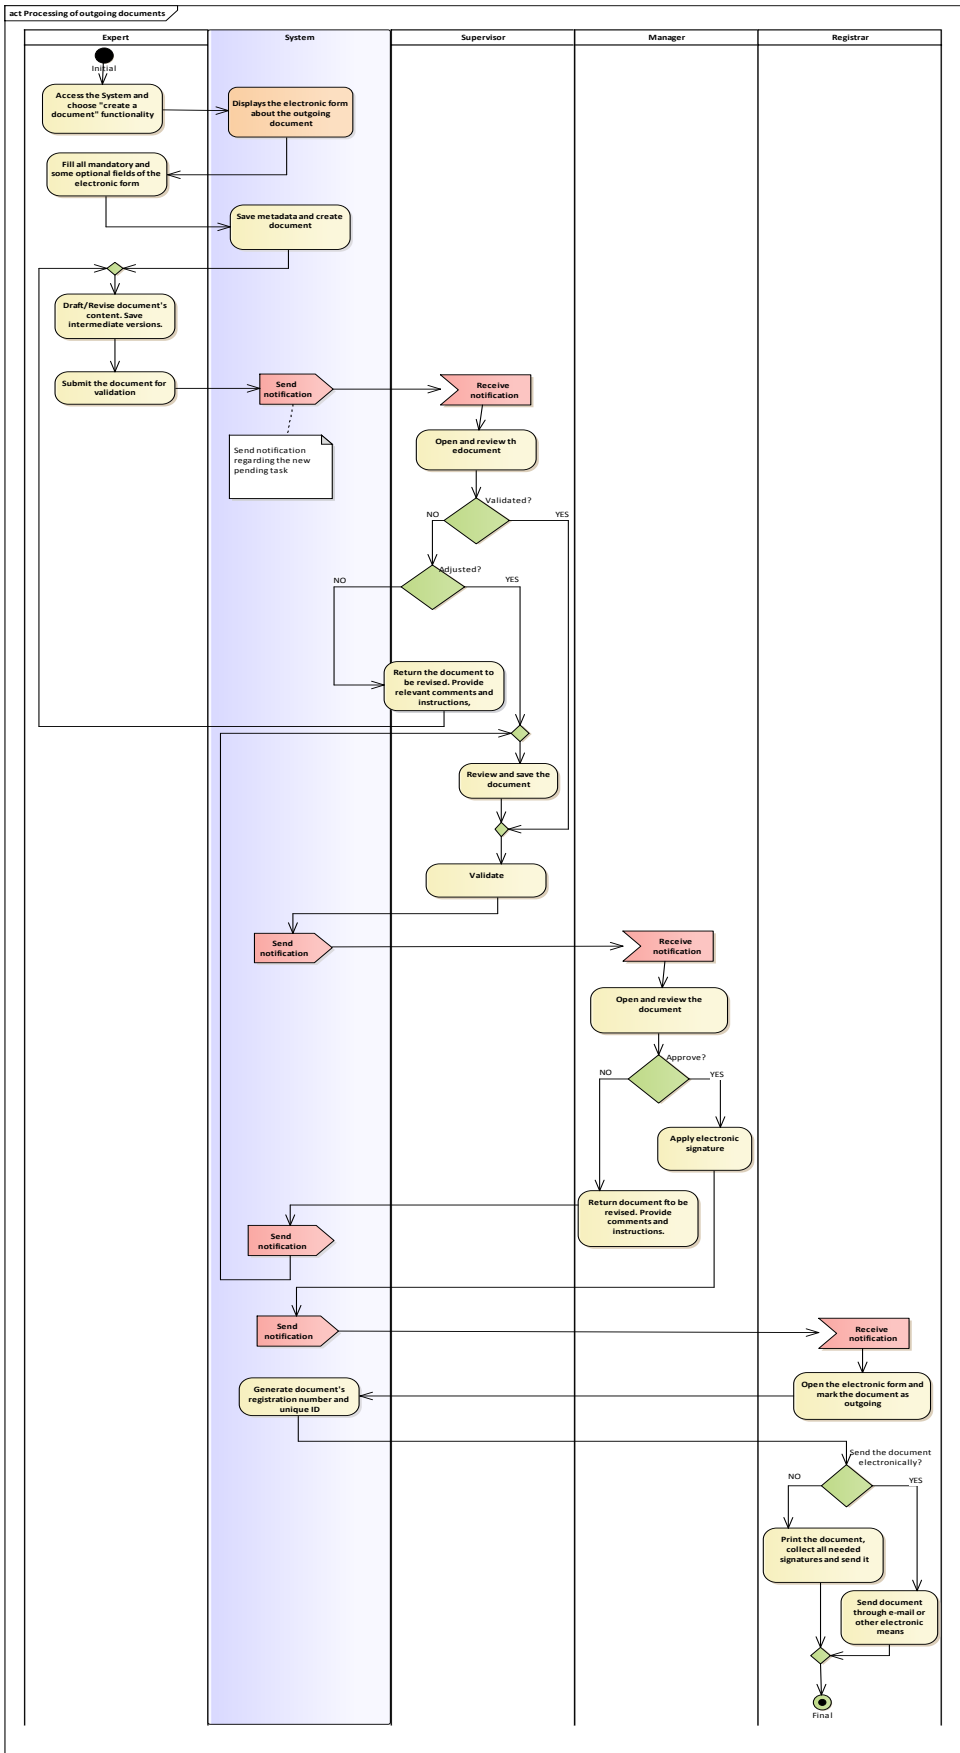 act Processing of outgoing documents
Expert
System
Supervisor
Manager
Registrar
Initial
Access the System and
choose "create a
document" functionality
Displays the electronic form
about the outgoing
document
Fill all mandatory and
some optional fields of the
electronic form
Save metadata and create
document
Draft/Revise document's
content. Save
intermediate versions.
Submit the document for
validation
Send
notification
Receive
notification
Send notification
regarding the new
pending task
Open and review th
edocument
Validated?
NO
YES
Adjusted?
NO
YES
Return the document to
be revised. Provide
relevant comments and
instructions,
Review and save the
document
Validate
Send
notification
Receive
notification
Open and review the
document
Approve?
NO
YES
Apply electronic
signature
Return document fto be
revised. Provide
comments and
instructions.
Send
notification
Send
notification
Receive
notification
Generate document's
registration number and
unique ID
Open the electronic form and
mark the document as
outgoing
Send the document
electronically?
NO
YES
Print the document,
collect all needed
signatures and send it
Send document
through e-mail or
other electronic
means
Final